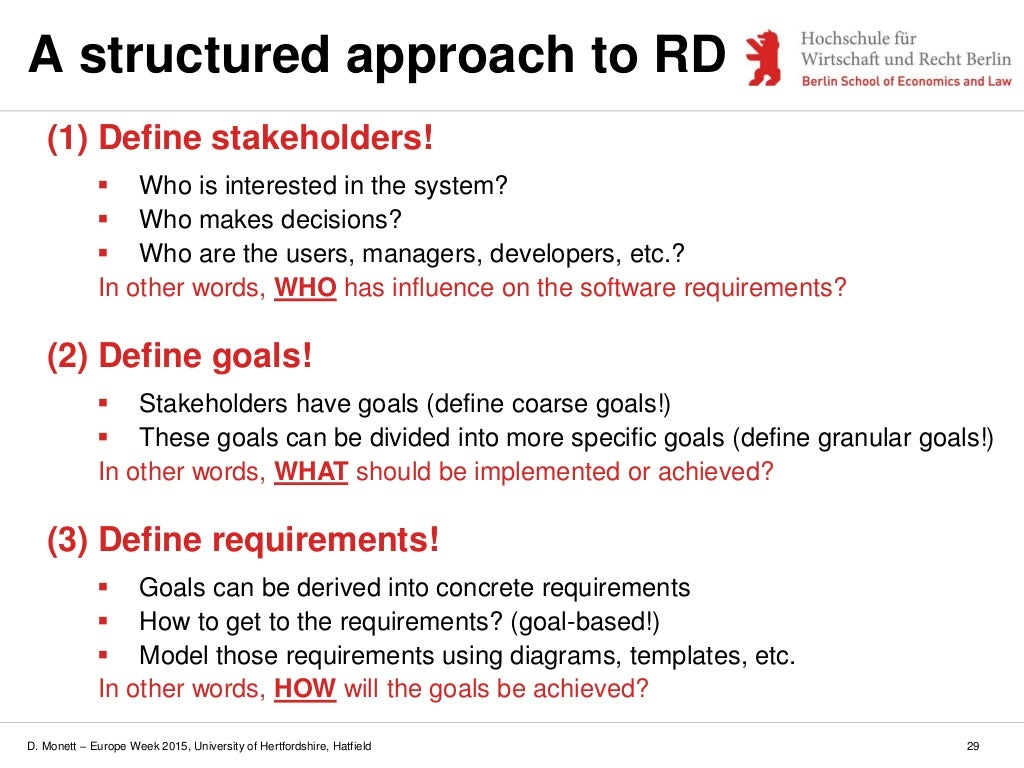 A structured approach to RD
Hochschule für
Wirtschaft und Recht Berlin
Berlin School of Economics and Law
(1) Define stakeholders!
▪ Who is interested in the system?
▪ Who makes decisions?
▪ Who are the users, managers, developers, etc.?
In other words, WHO has influence on the software requirements?
(2) Define goals!
▪ Stakeholders have goals (define coarse goals!)
▪ These goals can be divided into more specific goals (define granular goals!)
In other words, WHAT should be implemented or achieved?
(3) Define requirements!
▪ Goals can be derived into concrete requirements
▪ How to get to the requirements? (goal-based!)
▪ Model those requirements using diagrams, templates, etc.
In other words, HOW will the goals be achieved?
D. Monett – Europe Week 2015, University of Hertfordshire, Hatfield
29